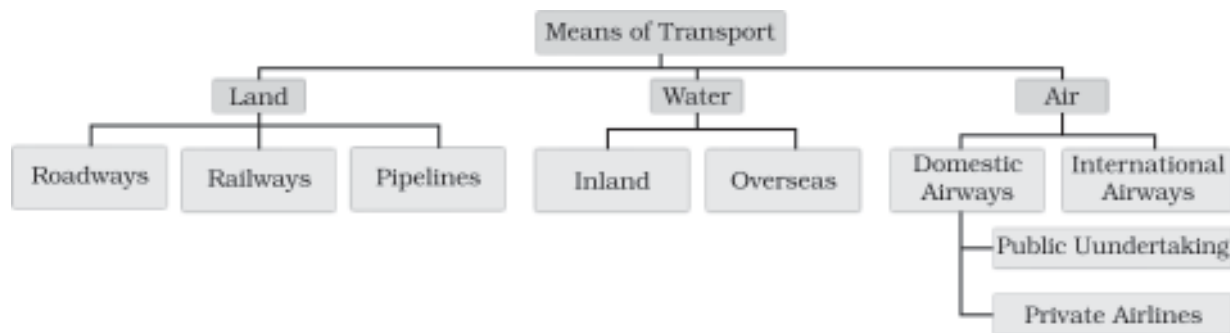 Means of Transport
Land
Water
Air
Roadways
Railways
Pipelines
Inland
Overseas
Domestic
Airways
International
Airways
Public Uundertaking
Private Airlines